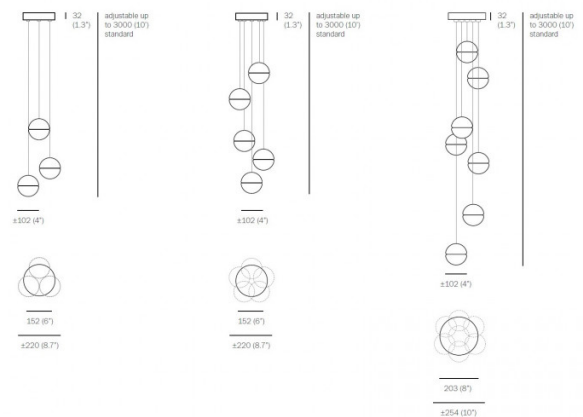 32
(1.3")
adjustable up
to 3000 (10')
standard
±102 (4")
152 (6")
±220 (8.7")
32
(1.3")
adjustable up
to 3000 (10')
standard
±102 (4")
152 (6")
±220 (8.7")
32
(1.3")
adjustable up
to 3000 (10')
standard
±102 (4")
203 (8")
±254 (10")